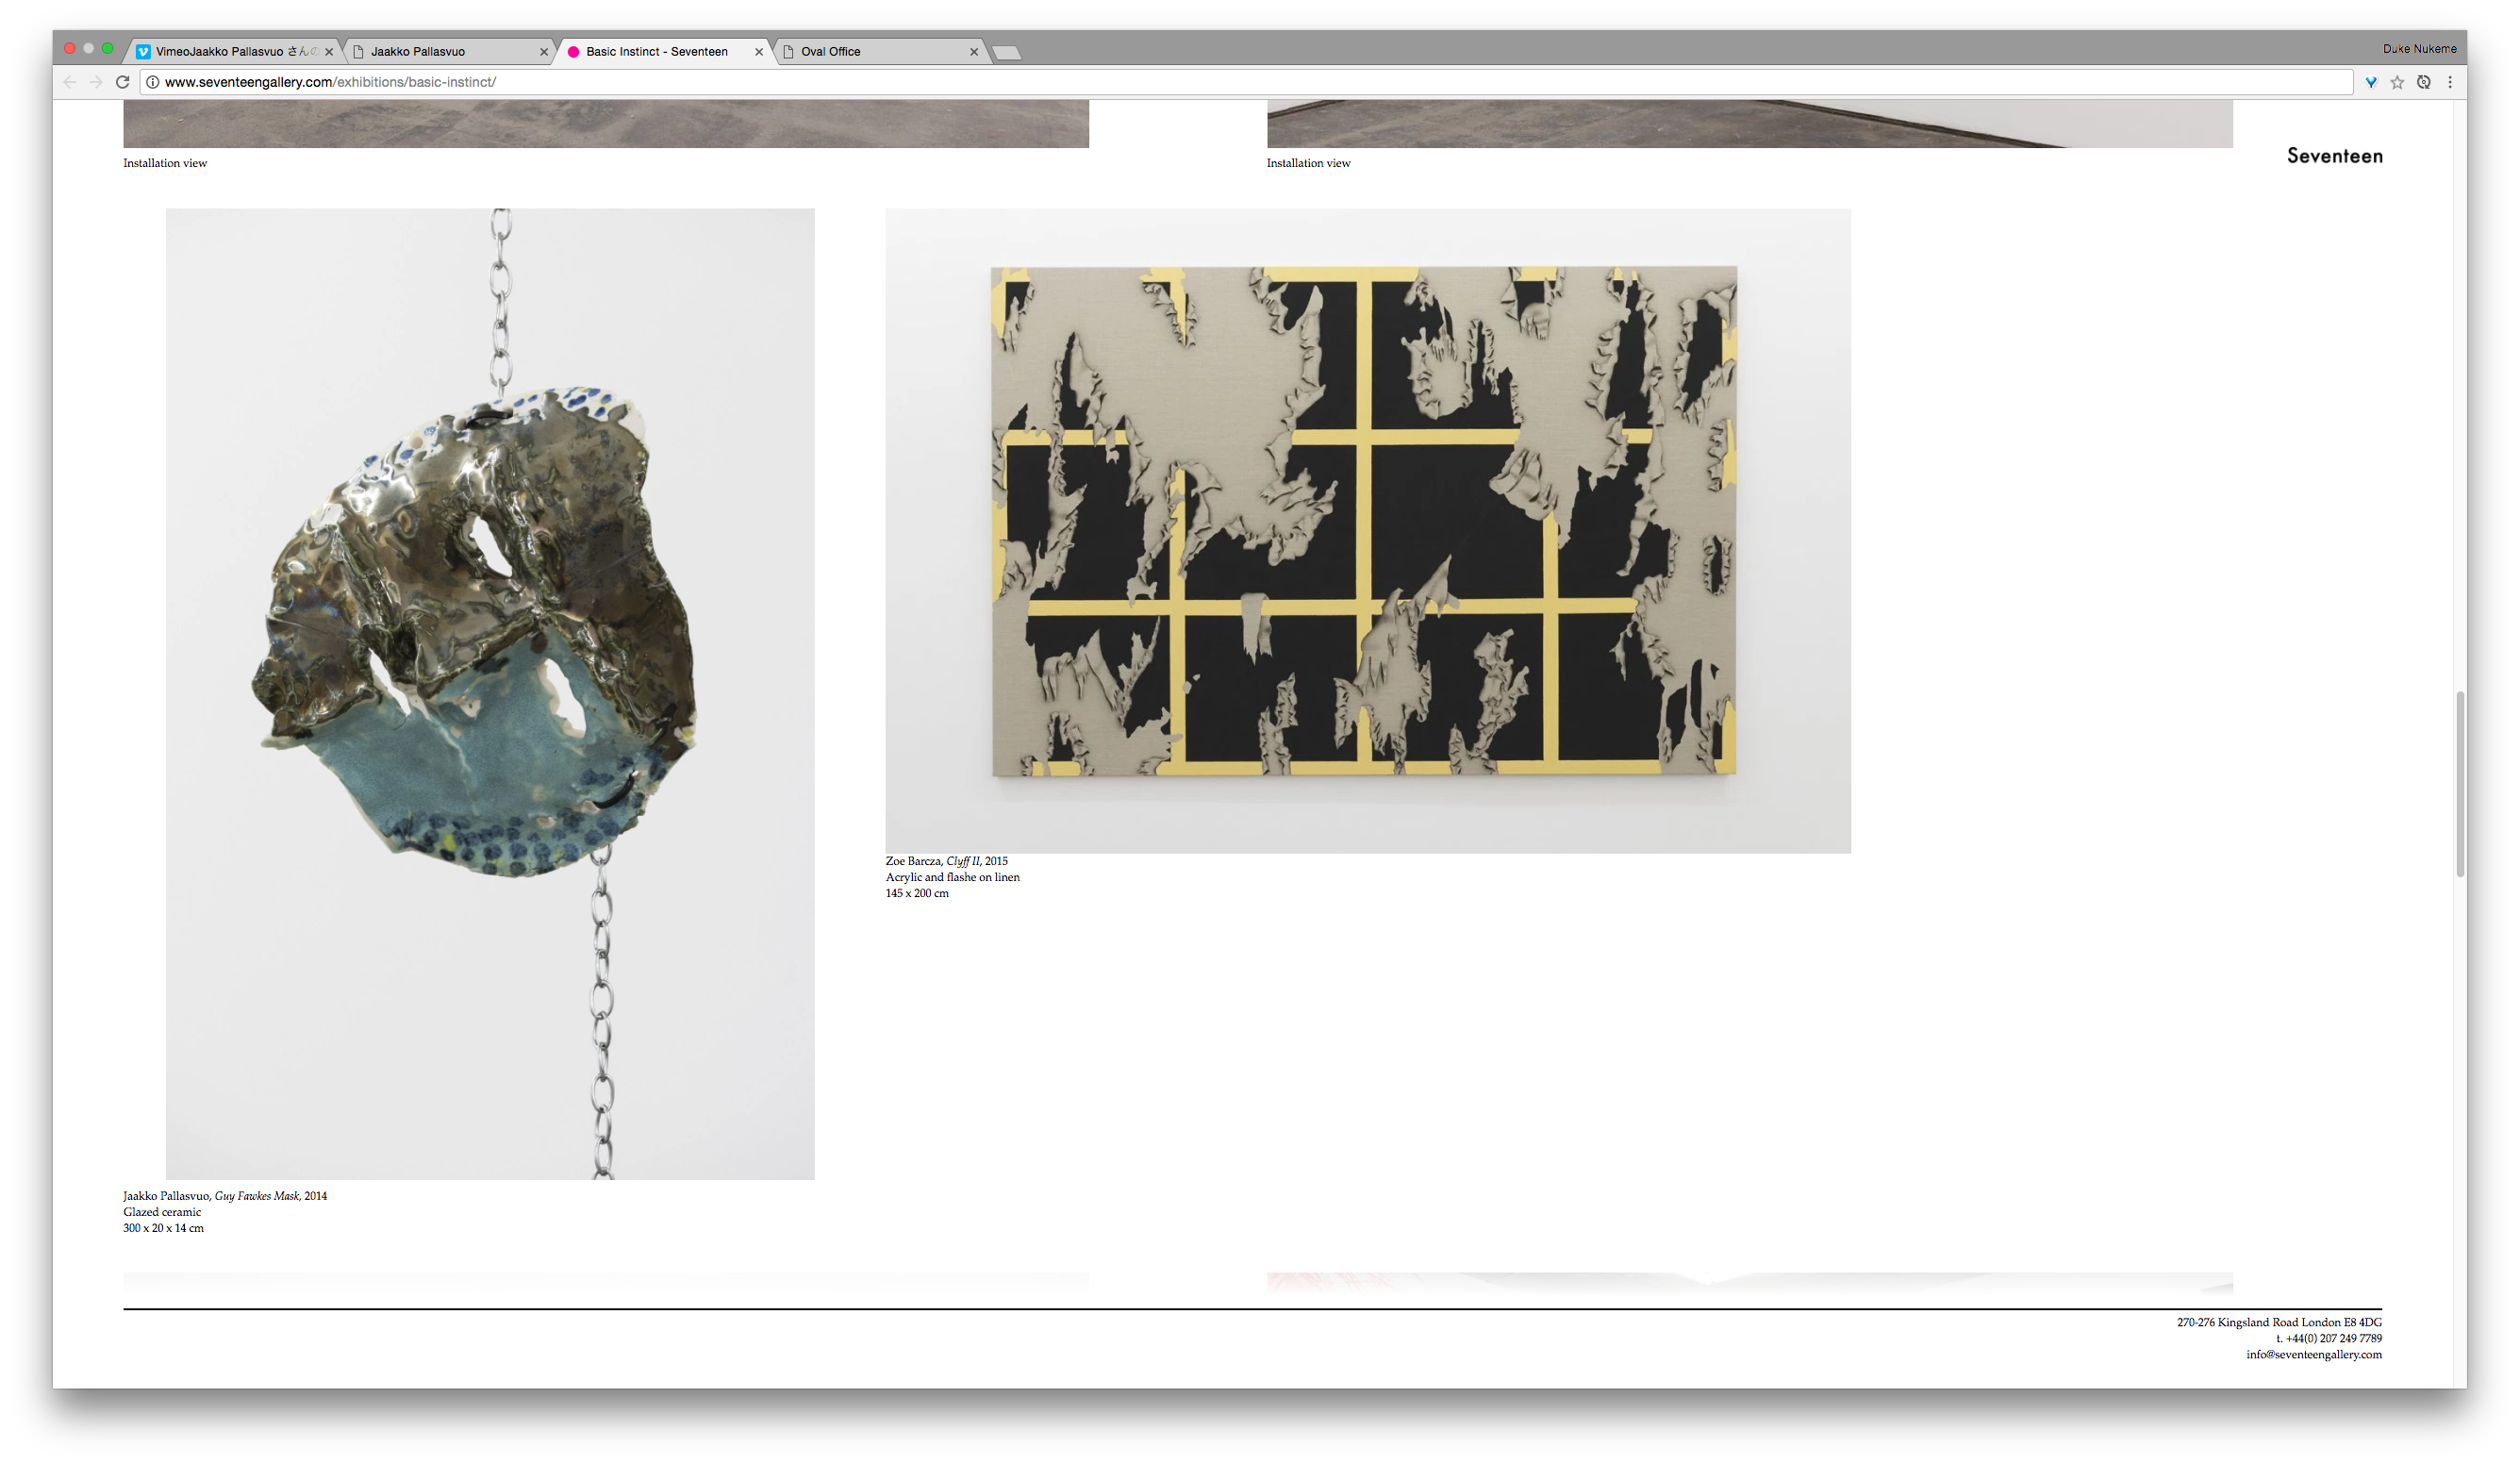 VimeoJaakko Pallasvuo さんの
Jaakko Pallasvuo
Basic Instinct - Seventeen
Oval Office
Duke Nukeme
www.seventeengallery.com/exhibitions/basic-instinct/
Installation view
Installation view
Seventeen
Zoe Barcza, Clyff II, 2015
Acrylic and flashe on linen
145 x 200 cm
Jaakko Pallasvuo, Guy Fawkes Mask, 2014
Glazed ceramic
300 x 20 x 14 cm
270-276 Kingsland Road London E8 4DG
t. +44(0) 207 249 7789
info@seventeengallery.com